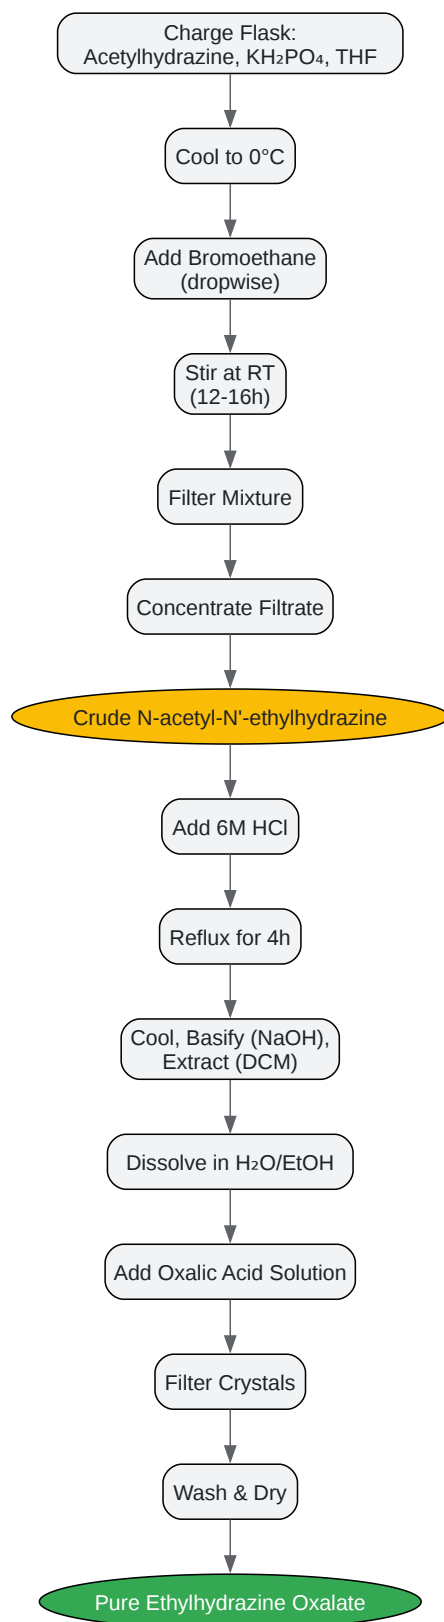 Charge Flask:
Acetylhydrazine, KH₂PO₄, THF
Cool to 0°C
Add Bromoethane
(dropwise)
Stir at RT
(12-16h)
Filter Mixture
Concentrate Filtrate
Crude N-acetyl-N'-ethylhydrazine
Add 6M HCl
Reflux for 4h
Cool, Basify (NaOH),
Extract (DCM)
Dissolve in H₂O/EtOH
Add Oxalic Acid Solution
Filter Crystals
Wash & Dry
Pure Ethylhydrazine Oxalate